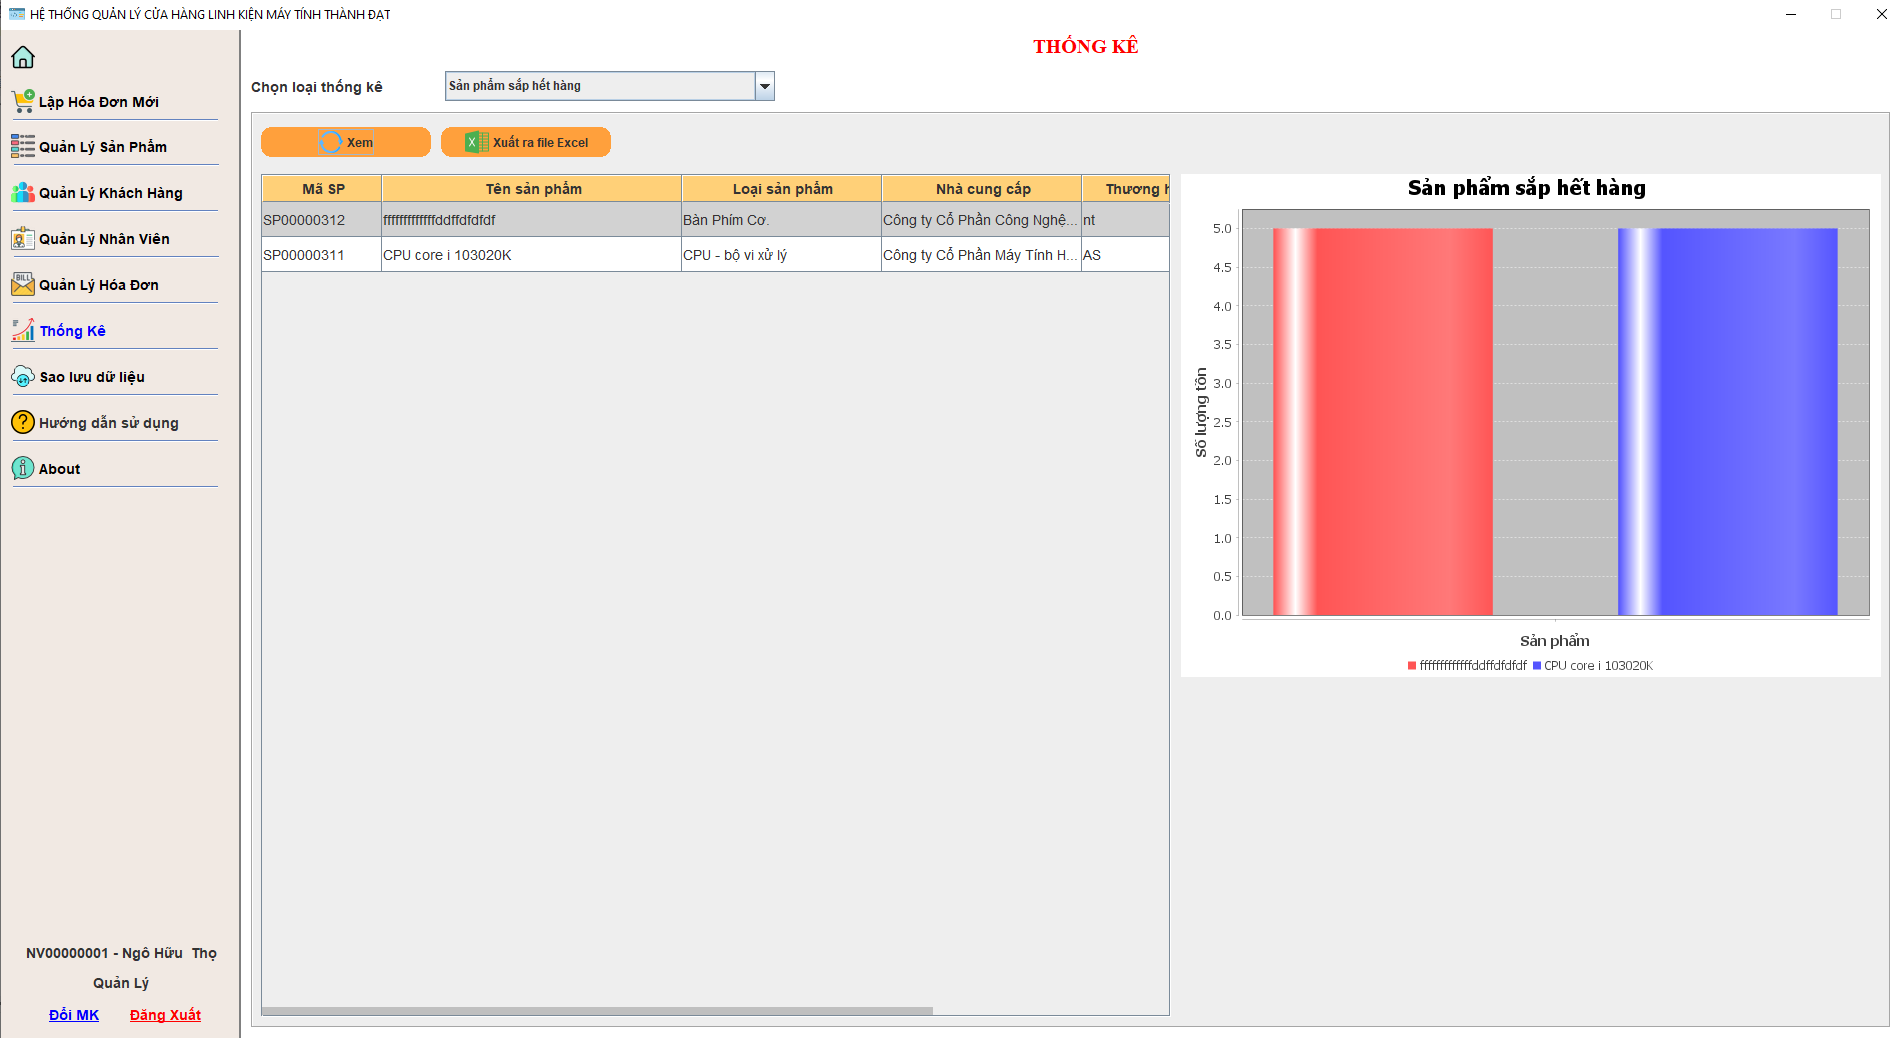 HỆ THỐNG QUẢN LÝ CỬA HÀNG LINH KIỆN MÁY TÍNH THÀNH ĐẠT
THỐNG KÊ
Chọn loại thống kê
Sản phẩm sắp hết hàng
Lập Hóa Đơn Mới
Quản Lý Sản Phẩm
Quản Lý Khách Hàng
Quản Lý Nhân Viên
BILL
Quản Lý Hóa Đơn
Thống Kê
Sao lưu dữ liệu
Hướng dẫn sử dụng
About
NV00000001 - Ngô Hữu Thọ
Quản Lý
Đổi MK Đăng Xuất
Xem Xuất ra file Excel
Mã SP Tên sản phẩm Loại sản phẩm Nhà cung cấp Thương h
SP00000312 ffffffffffffffddffdfdfdf Bàn Phím Cơ. Công ty Cổ Phần Công Nghệ... nt
SP00000311 CPU core i 103020K CPU - bộ vi xử lý Công ty Cổ Phần Máy Tính H... AS
Sản phẩm sắp hết hàng
Số lượng tồn
5.0
4.5
4.0
3.5
3.0
2.5
2.0
1.5
1.0
0.5
0.0
Sản phẩm
ffffffffffffffddffdfdfdf CPU core i 103020K